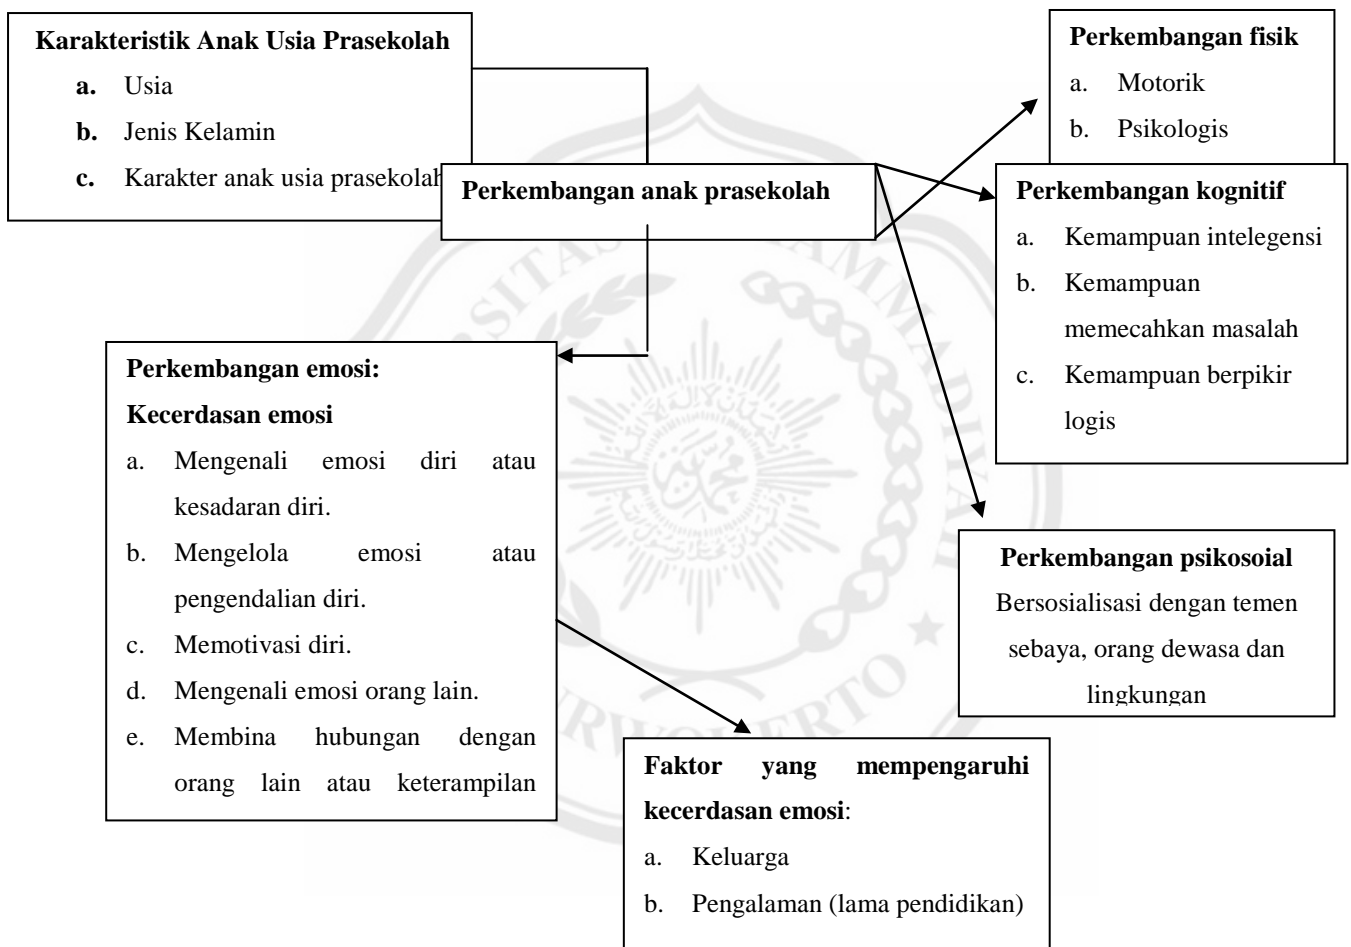 Karakteristik Anak Usia Prasekolah
a. Usia
b. Jenis Kelamin
c. Karakter anak usia prasekolah
Perkembangan anak prasekolah
Perkembangan fisik
a. Motorik
b. Psikologis
Perkembangan kognitif
a. Kemampuan intelegensi
b. Kemampuan
memecahkan masalah
c. Kemampuan berpikir
logis
Perkembangan psikosoial
Bersosialisasi dengan temen
sebaya, orang dewasa dan
lingkungan
Perkembangan emosi:
Kecerdasan emosi
a. Mengenali emosi diri atau
kesadaran diri.
b. Mengelola emosi atau
pengendalian diri.
c. Memotivasi diri.
d. Mengenali emosi orang lain.
e. Membina hubungan dengan
orang lain atau keterampilan
Faktor yang mempengaruhi
kecerdasan emosi:
a. Keluarga
b. Pengalaman (lama pendidikan)